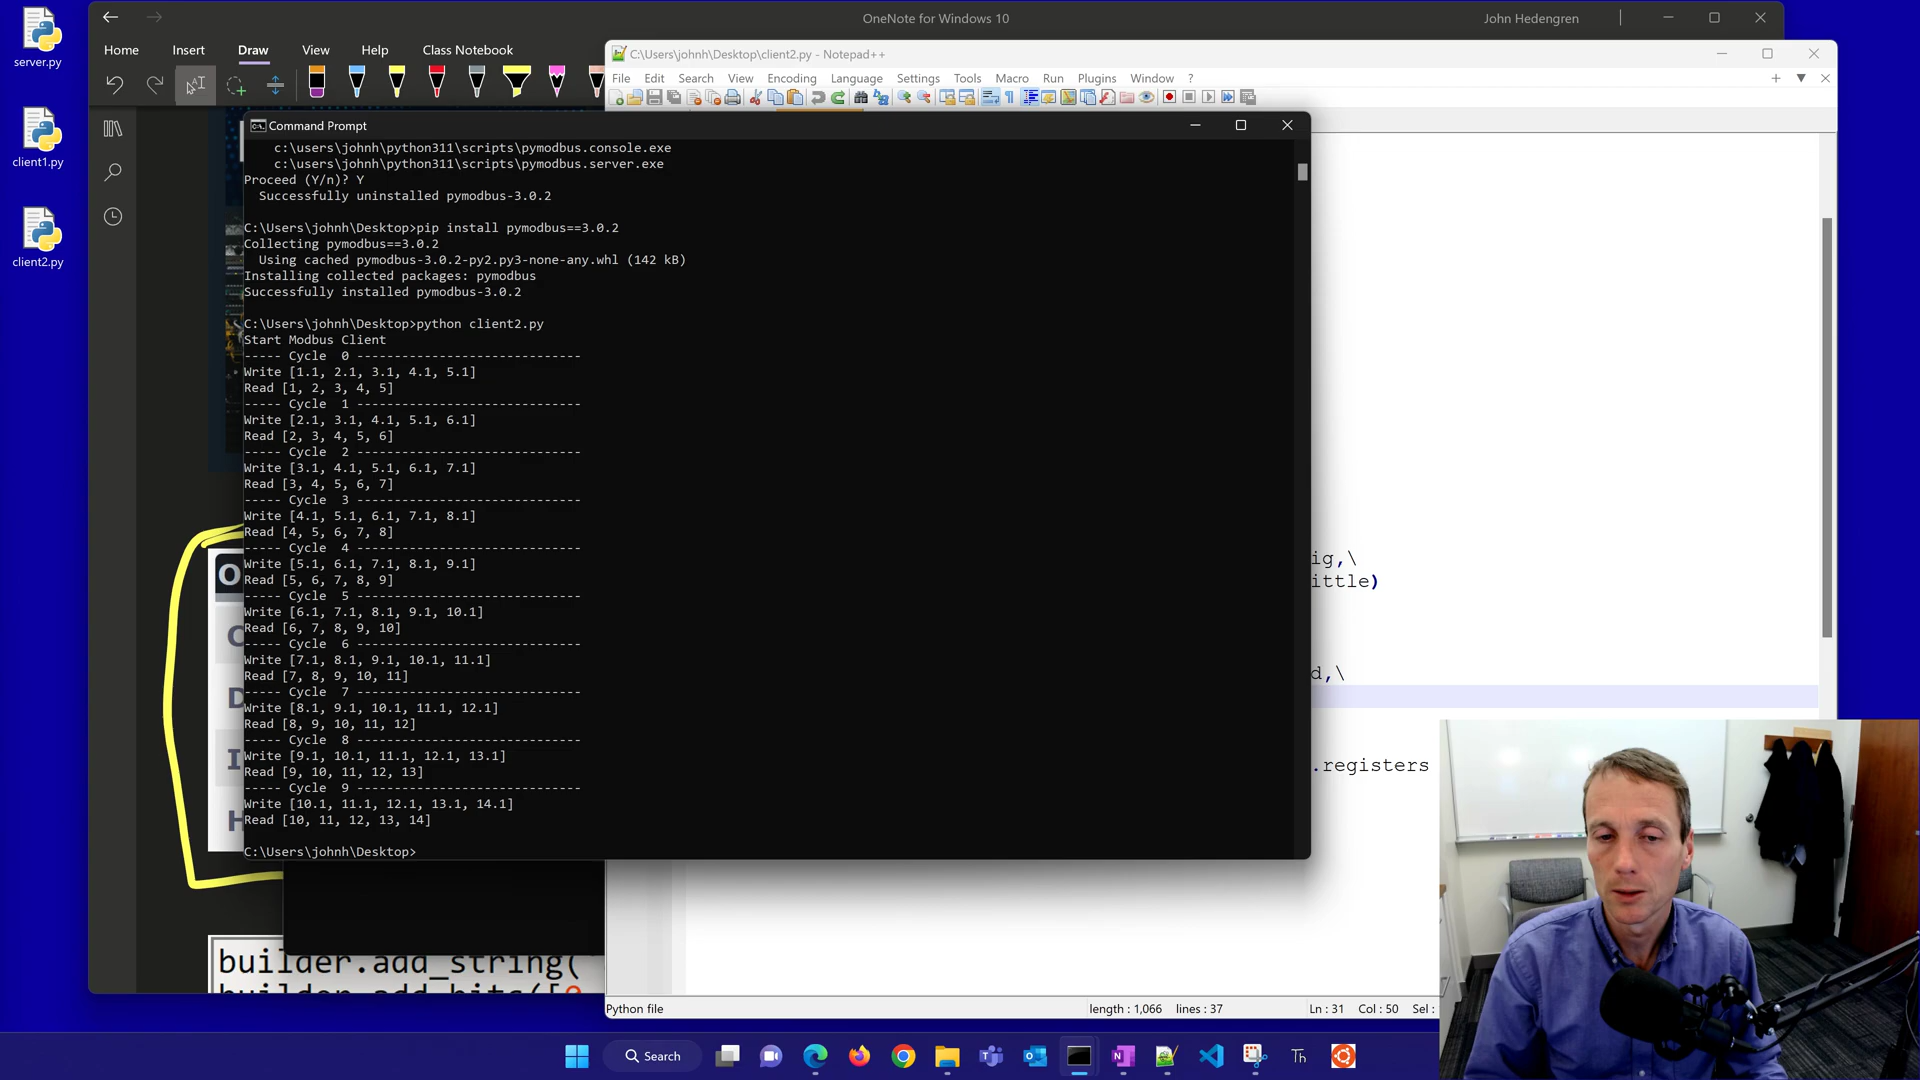 server.py
client1.py
client2.py
OneNote for Windows 10
John Hedengren
Home
Insert
Draw
View
Help
Class Notebook
C:\Users\johnh\Desktop\client2.py - Notepad++
File
Edit
Search
View
Encoding
Language
Settings
Tools
Macro
Run
Plugins
Window
?
Command Prompt
c:\users\johnh\python311\scripts\pymodbus.console.exe
c:\users\johnh\python311\scripts\pymodbus.server.exe
Proceed (Y/n)? Y
Successfully uninstalled pymodbus-3.0.2
C:\Users\johnh\Desktop>pip install pymodbus==3.0.2
Collecting pymodbus==3.0.2
Using cached pymodbus-3.0.2-py2.py3-none-any.whl (142 kB)
Installing collected packages: pymodbus
Successfully installed pymodbus-3.0.2
C:\Users\johnh\Desktop>python client2.py
Start Modbus Client
----- Cycle  0 ------------------------------
Write [1.1, 2.1, 3.1, 4.1, 5.1]
Read [1, 2, 3, 4, 5]
----- Cycle  1 ------------------------------
Write [2.1, 3.1, 4.1, 5.1, 6.1]
Read [2, 3, 4, 5, 6]
----- Cycle  2 ------------------------------
Write [3.1, 4.1, 5.1, 6.1, 7.1]
Read [3, 4, 5, 6, 7]
----- Cycle  3 ------------------------------
Write [4.1, 5.1, 6.1, 7.1, 8.1]
Read [4, 5, 6, 7, 8]
----- Cycle  4 ------------------------------
Write [5.1, 6.1, 7.1, 8.1, 9.1]
Read [5, 6, 7, 8, 9]
----- Cycle  5 ------------------------------
Write [6.1, 7.1, 8.1, 9.1, 10.1]
Read [6, 7, 8, 9, 10]
----- Cycle  6 ------------------------------
Write [7.1, 8.1, 9.1, 10.1, 11.1]
Read [7, 8, 9, 10, 11]
----- Cycle  7 ------------------------------
Write [8.1, 9.1, 10.1, 11.1, 12.1]
Read [8, 9, 10, 11, 12]
----- Cycle  8 ------------------------------
Write [9.1, 10.1, 11.1, 12.1, 13.1]
Read [9, 10, 11, 12, 13]
----- Cycle  9 ------------------------------
Write [10.1, 11.1, 12.1, 13.1, 14.1]
Read [10, 11, 12, 13, 14]
C:\Users\johnh\Desktop>
ig,\
ittle)
d,\
.registers
builder.add_string(
Python file
length : 1,066
lines : 37
Ln : 31
Col : 50
Sel :
Search
Th